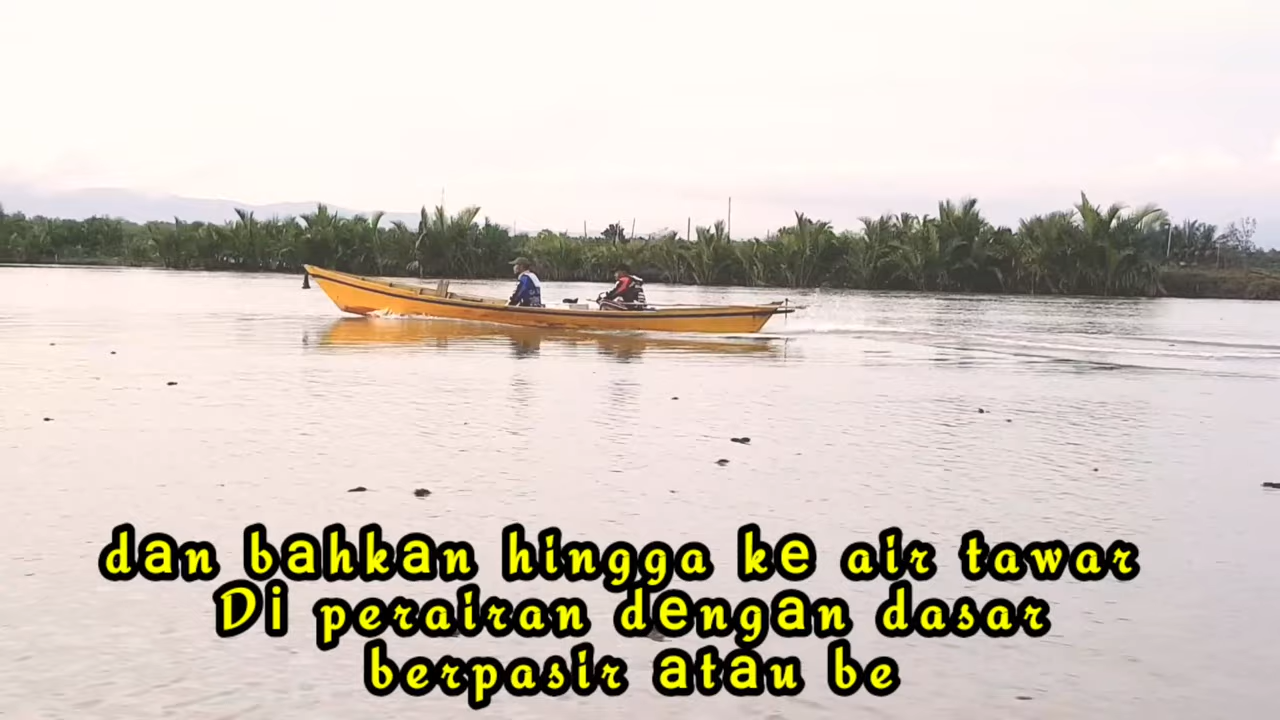 dan bahkan hingga ke air tawar
Di perairan dengan dasar
berpasir atau be